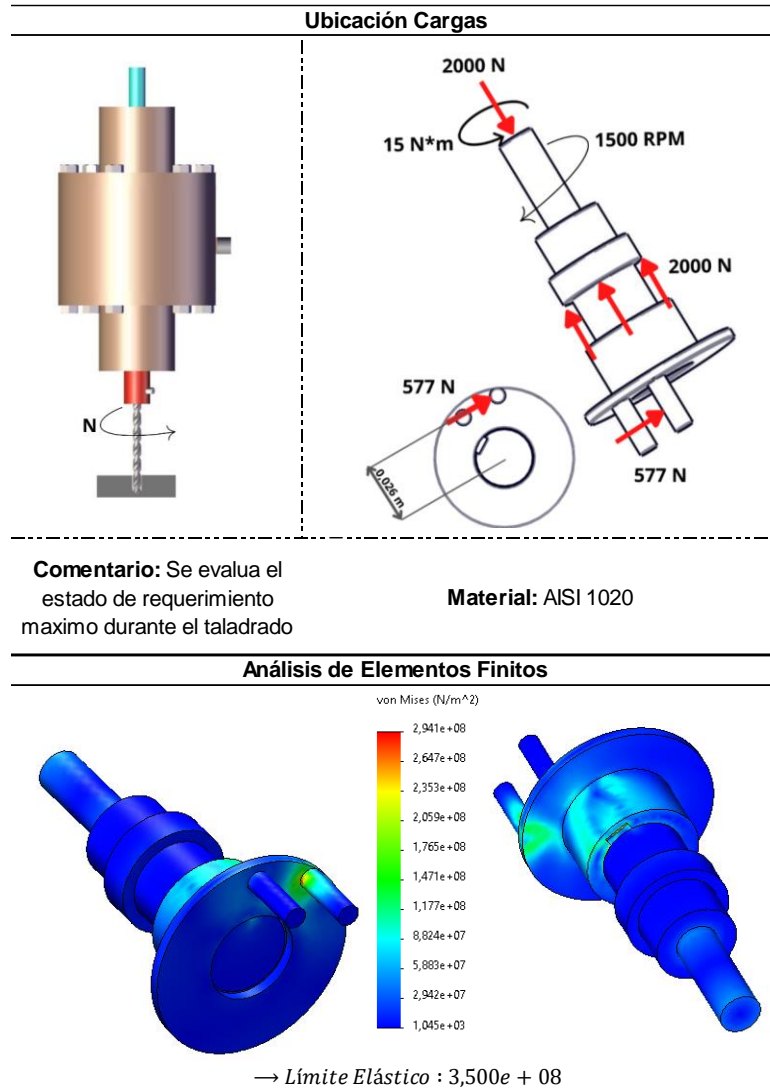 Ubicación Cargas
2000 N
15 N*m
1500 RPM
2000 N
577 N
N
0,026 m
577 N
Comentario: Se evalua el
estado de requerimiento
maximo durante el taladrado
Material: AISI 1020
Análisis de Elementos Finitos
von Mises (N/m^2)
2,941e+08
2,647e+08
2,353e+08
2,059e+08
1,765e+08
1,471e+08
1,177e+08
8,824e+07
5,883e+07
2,942e+07
1,045e+03
→ Límite Elástico : 3,500e + 08